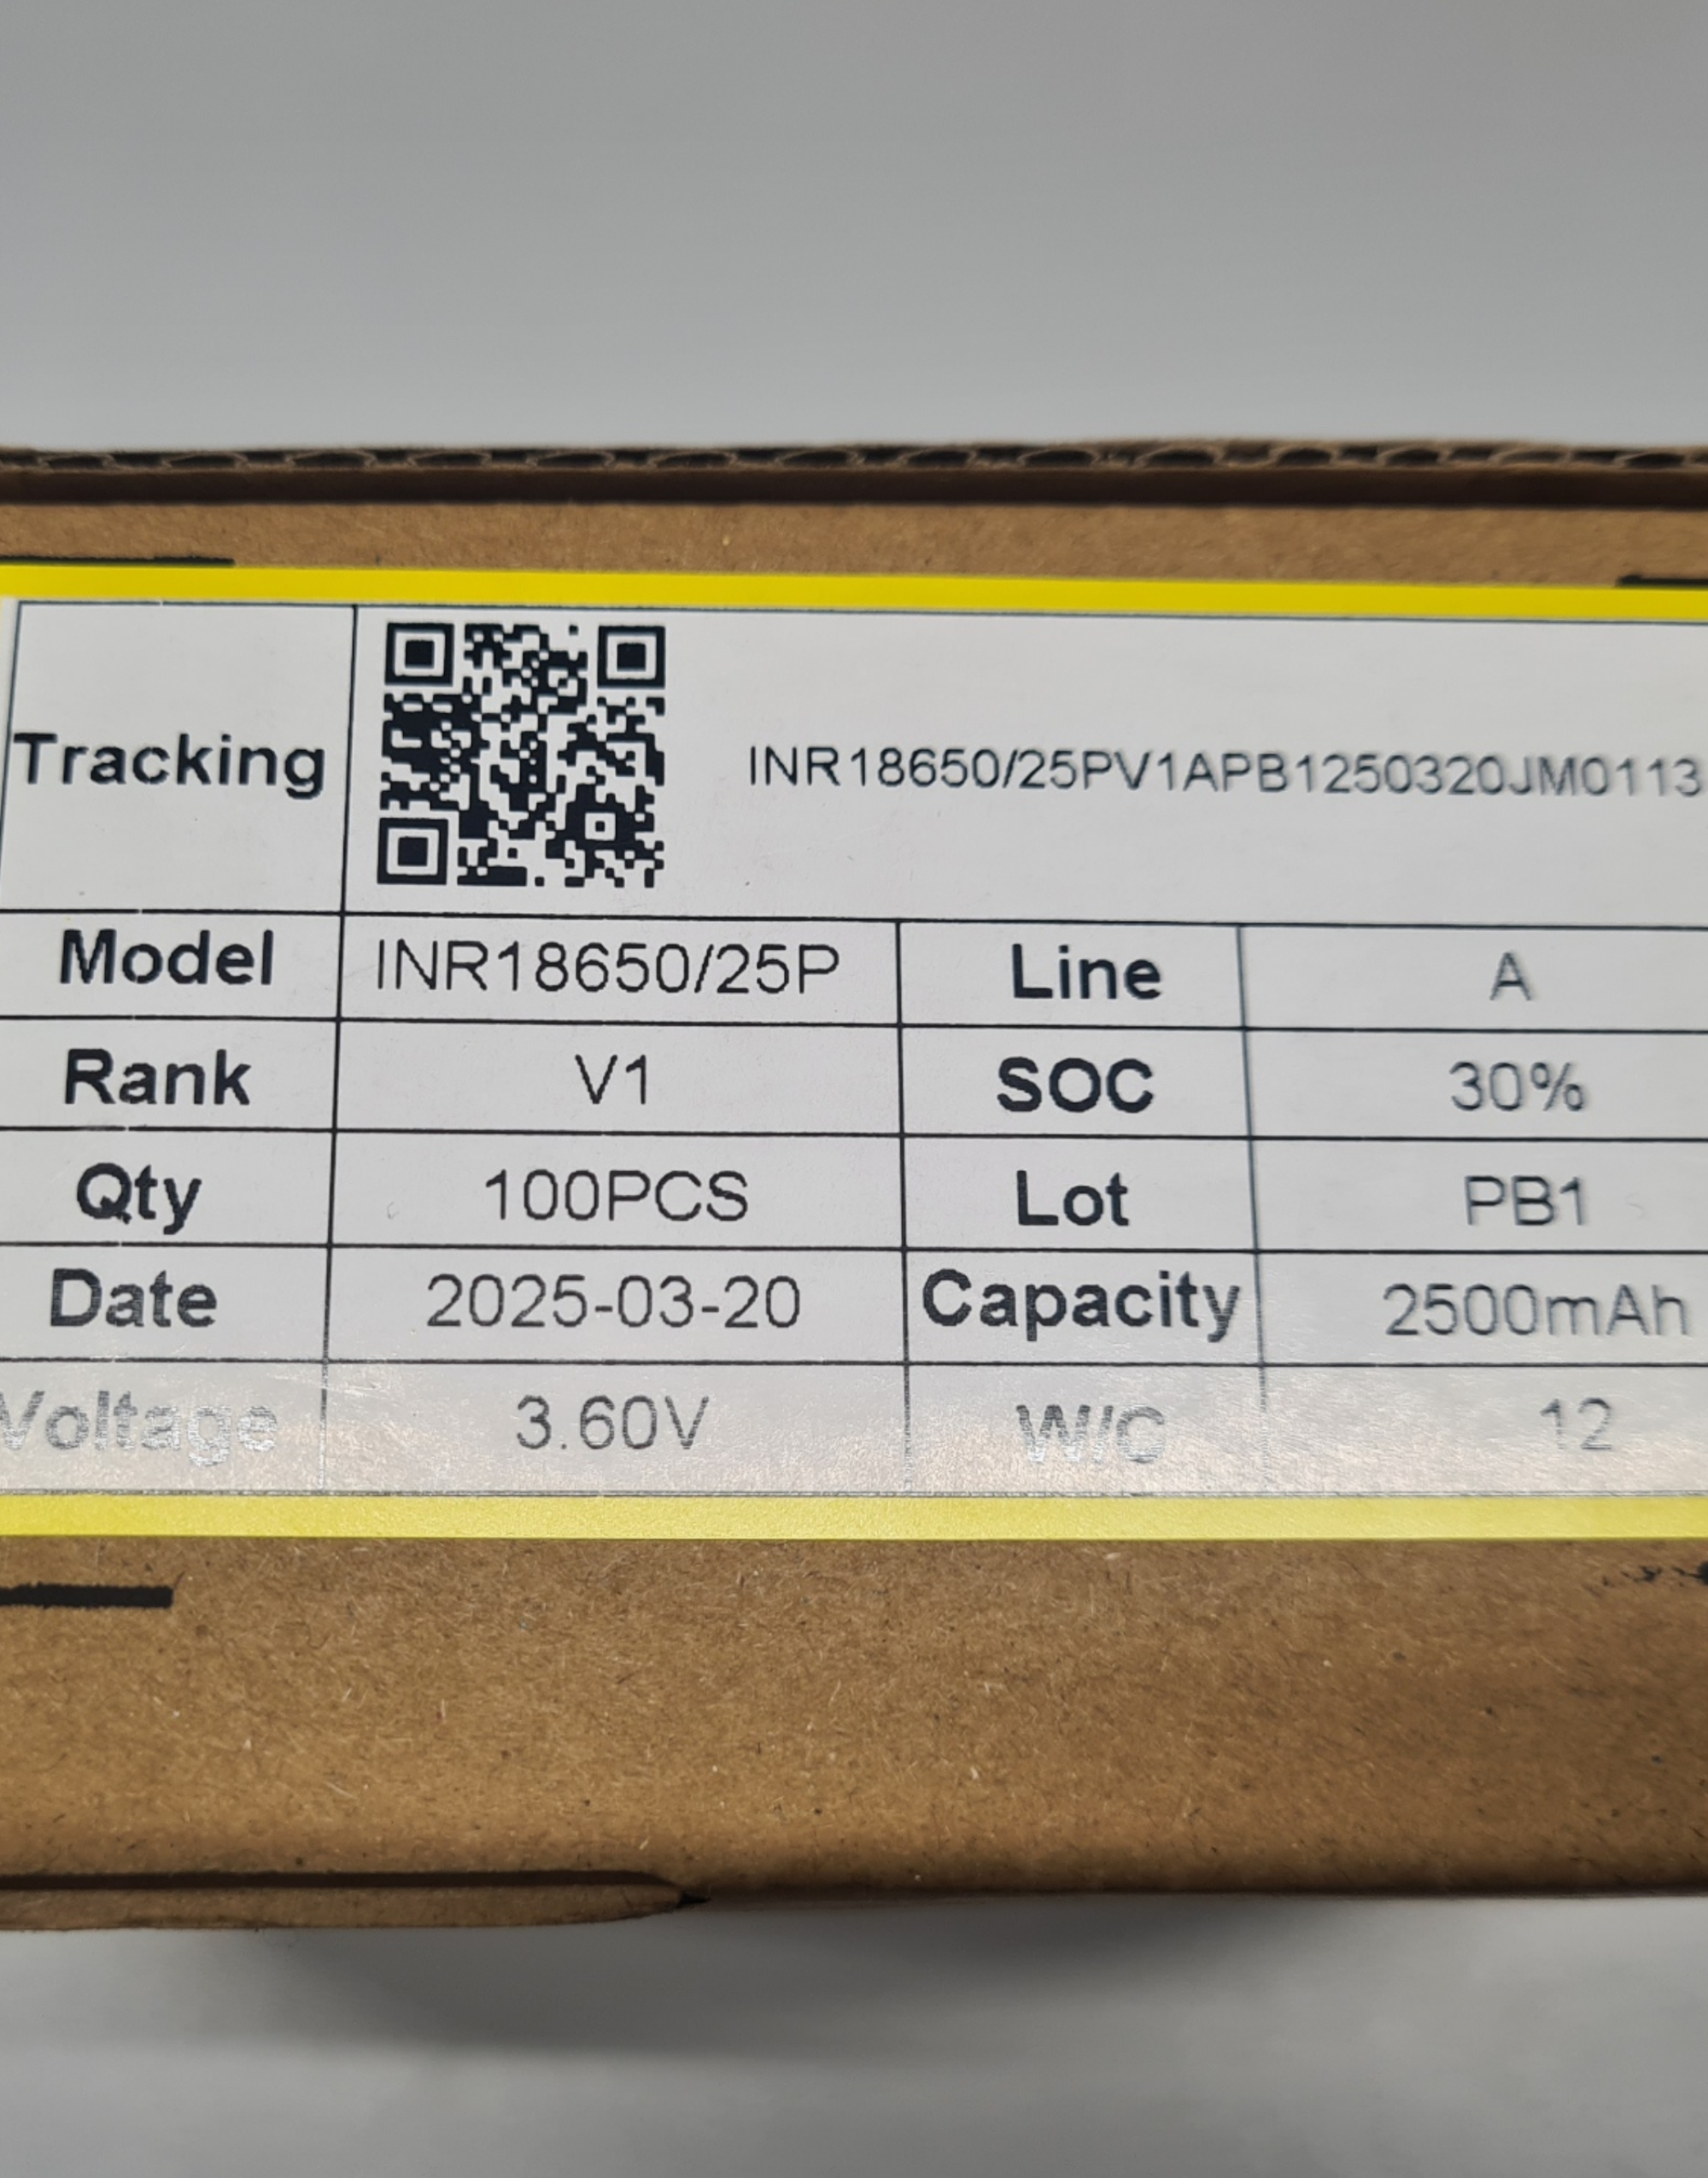 Tracking INR18650/25PV1APB1250320JM0113
Model INR18650/25P Line A
Rank V1 SOC 30%
Qty 100PCS Lot PB1
Date 2025-03-20 Capacity 2500mAh
Voltage 3.60V W/C 12